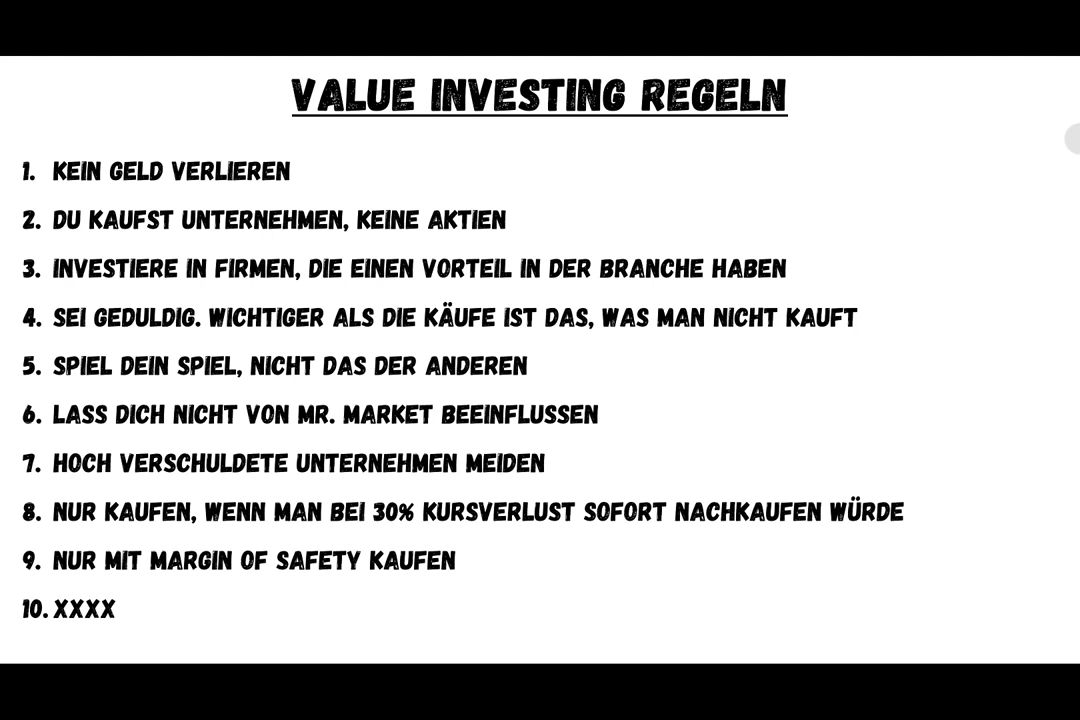 VALUE INVESTING REGELN
1. KEIN GELD VERLIEREN
2. DU KAUFST UNTERNEHMEN, KEINE AKTIEN
3. INVESTIERE IN FIRMEN, DIE EINEN VORTEIL IN DER BRANCHE HABEN
4. SEI GEDULDIG. WICHTIGER ALS DIE KÄUFE IST DAS, WAS MAN NICHT KAUFT
5. SPIEL DEIN SPIEL, NICHT DAS DER ANDEREN
6. LASS DICH NICHT VON MR. MARKET BEEINFLUSSEN
7. HOCH VERSCHULDETE UNTERNEHMEN MEIDEN
8. NUR KAUFEN, WENN MAN BEI 30% KURSVERLUST SOFORT NACHKAUFEN WÜRDE
9. NUR MIT MARGIN OF SAFETY KAUFEN
10. XXXX